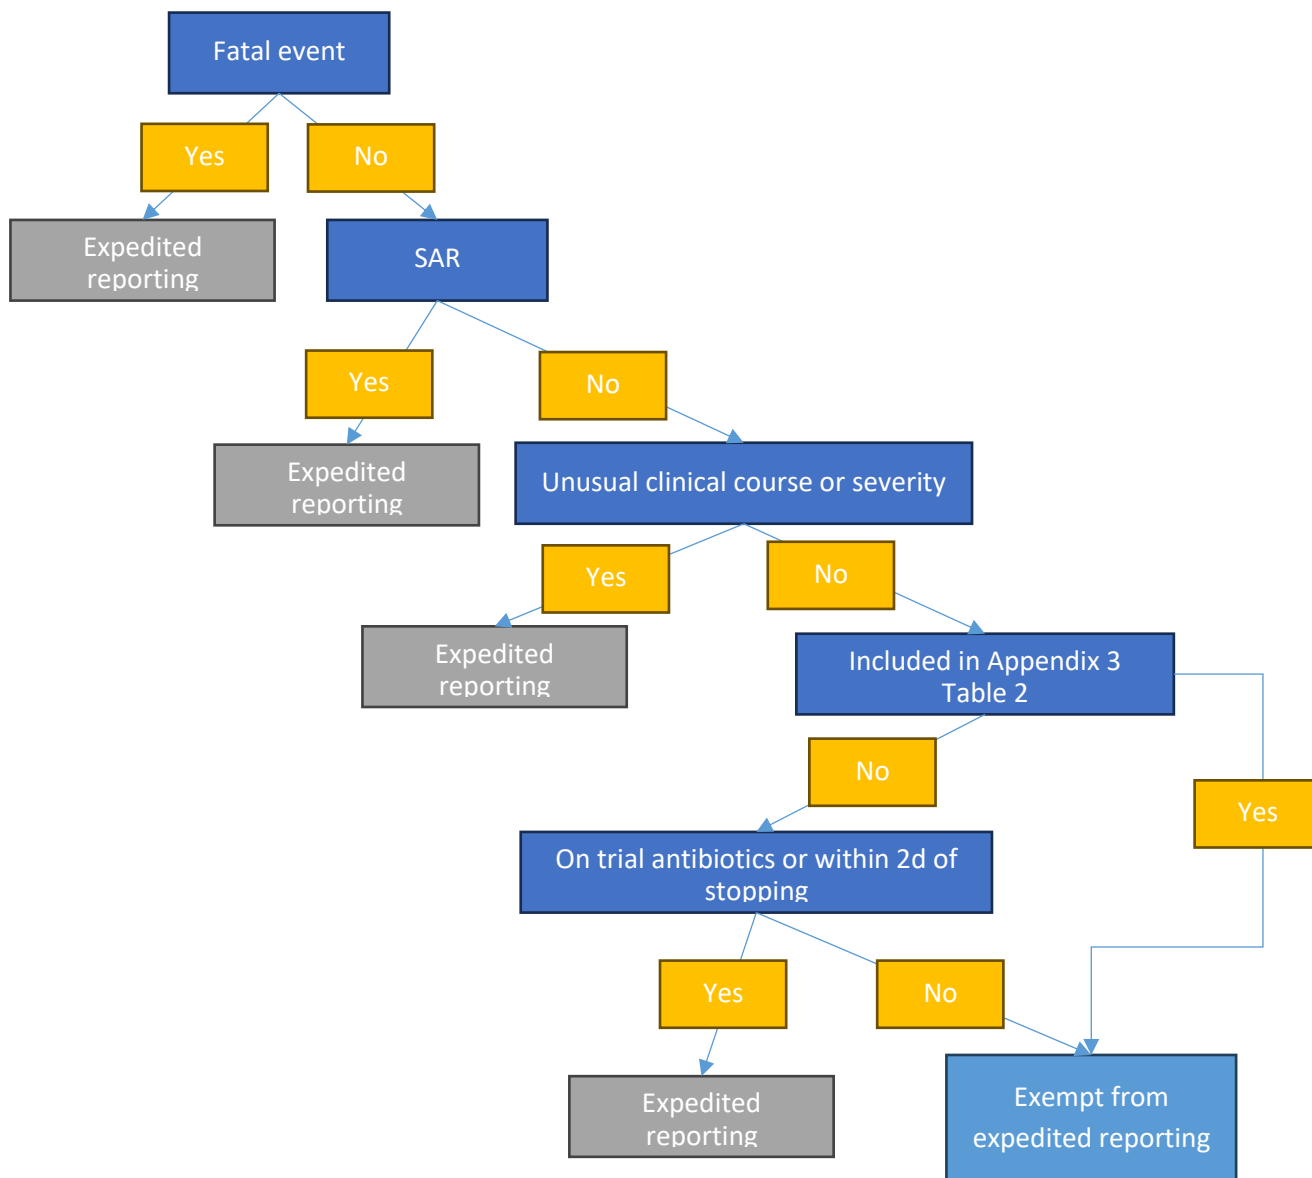 Fatal event
Yes
No
Expedited
reporting
SAR
Yes
No
Expedited
reporting
Unusual clinical course or severity
Yes
No
Expedited
reporting
Included in Appendix 3
Table 2
No
Yes
On trial antibiotics or within 2d of
stopping
Yes
No
Expedited
reporting
Exempt from
expedited reporting